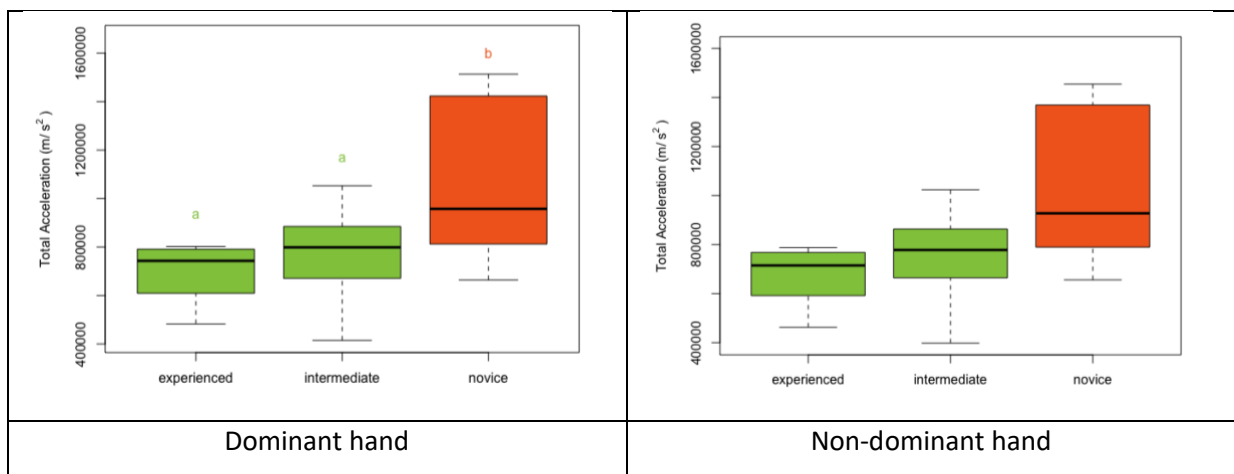 Total Acceleration (m/ s²)
1600000
1200000
800000
400000
a
a
b
experienced
intermediate
novice
Dominant hand
Total Acceleration (m/ s²)
1600000
1200000
800000
400000
experienced
intermediate
novice
Non-dominant hand